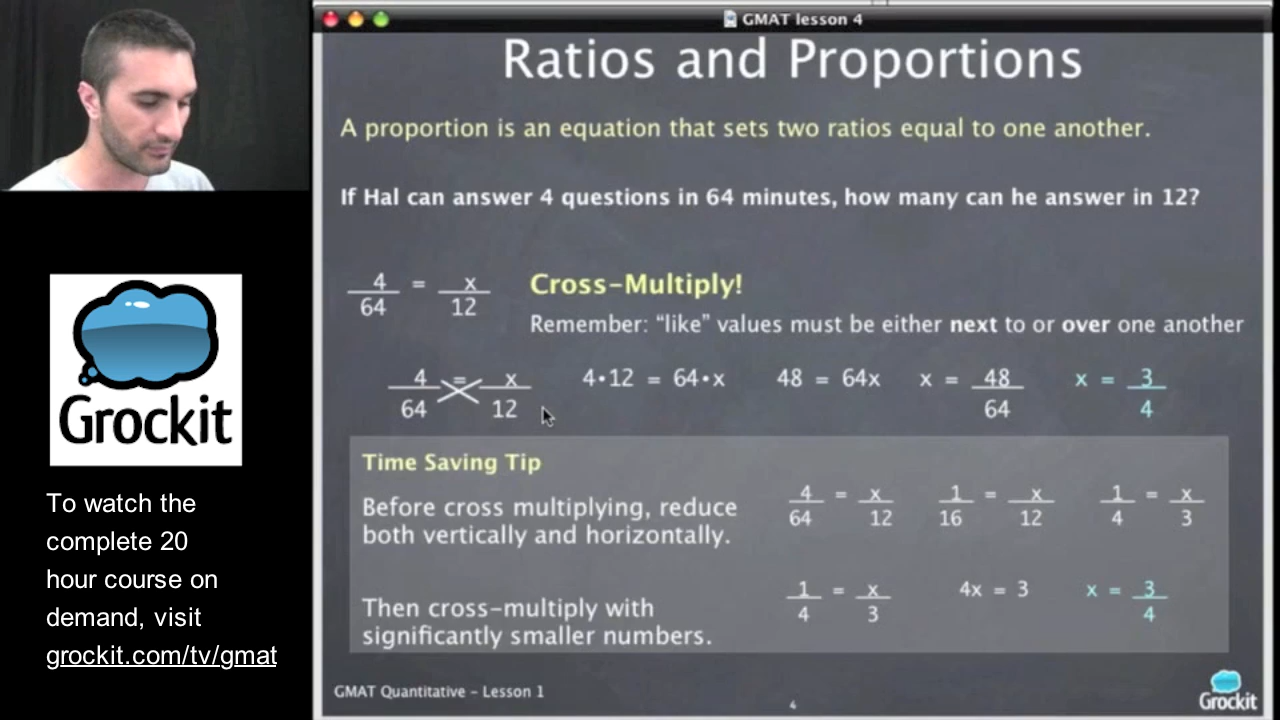 GMAT lesson 4
Ratios and Proportions
A proportion is an equation that sets two ratios equal to one another.
If Hal can answer 4 questions in 64 minutes, how many can he answer in 12?
4 = x
64 12
Cross-Multiply!
Remember: “like” values must be either next to or over one another
4 = x 4•12 = 64•x 48 = 64x x = 48 x = 3
64 12 64 4
Time Saving Tip
Before cross multiplying, reduce
both vertically and horizontally.
4 = x 1 = x 1 = x
64 12 16 12 4 3
Then cross-multiply with
significantly smaller numbers.
1 = x 4x = 3 x = 3
4 3 4
GMAT Quantitative - Lesson 1
4
Grockit
Grockit
To watch the
complete 20
hour course on
demand, visit
grockit.com/tv/gmat